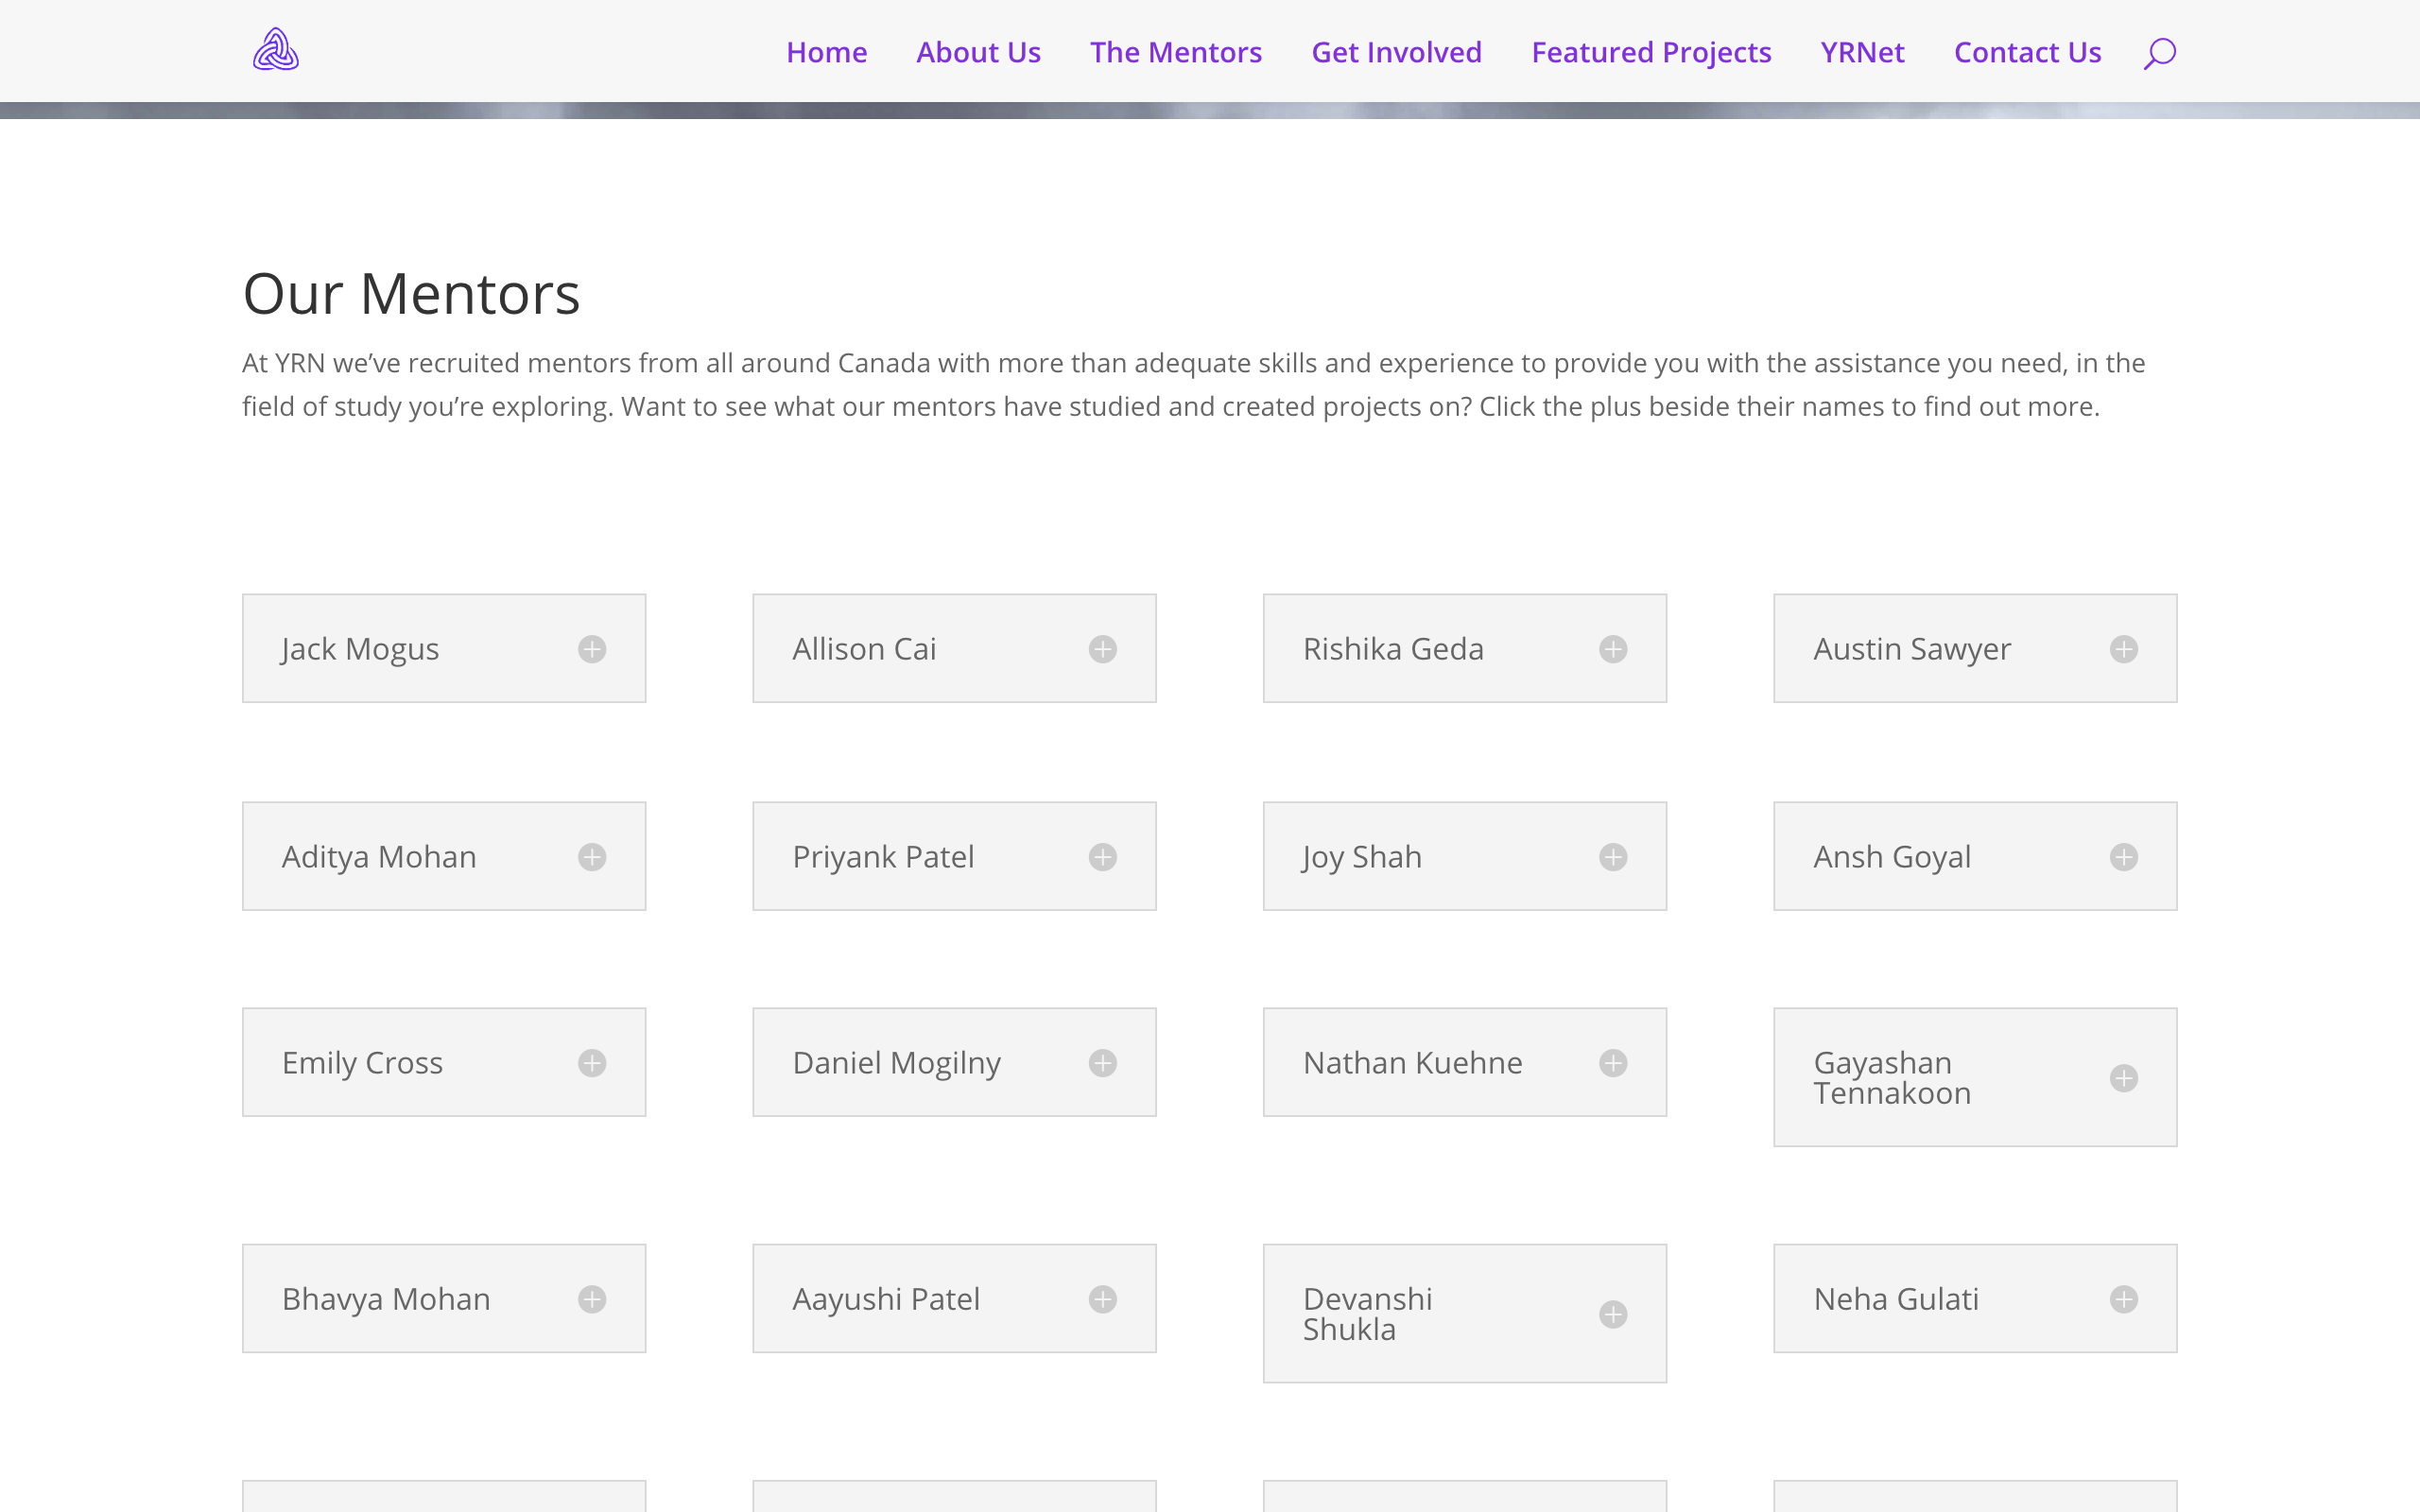 Home About Us The Mentors Get Involved Featured Projects YRNet Contact Us
Our Mentors
At YRN we’ve recruited mentors from all around Canada with more than adequate skills and experience to provide you with the assistance you need, in the
field of study you’re exploring. Want to see what our mentors have studied and created projects on? Click the plus beside their names to find out more.
Jack Mogus
Allison Cai
Rishika Geda
Austin Sawyer
Aditya Mohan
Priyank Patel
Joy Shah
Ansh Goyal
Emily Cross
Daniel Mogilny
Nathan Kuehne
Gayashan
Tennakoon
Bhavya Mohan
Aayushi Patel
Devanshi
Shukla
Neha Gulati